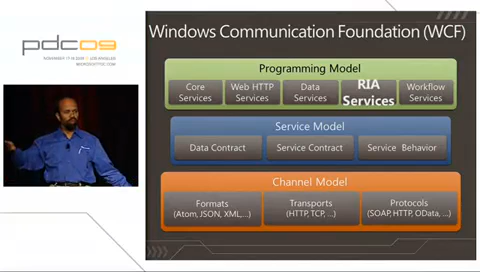 pdc09
NOVEMBER 17-19 2009 LOS ANGELES
MICROSOFTPDC.COM
Windows Communication Foundation (WCF)
Programming Model
Core
Services
Web HTTP
Services
Data
Services
RIA
Services
Workflow
Services
Service Model
Data Contract
Service Contract
Service Behavior
Channel Model
Formats
(Atom, JSON, XML,...)
Transports
(HTTP, TCP, ...)
Protocols
(SOAP, HTTP, OData, ...)